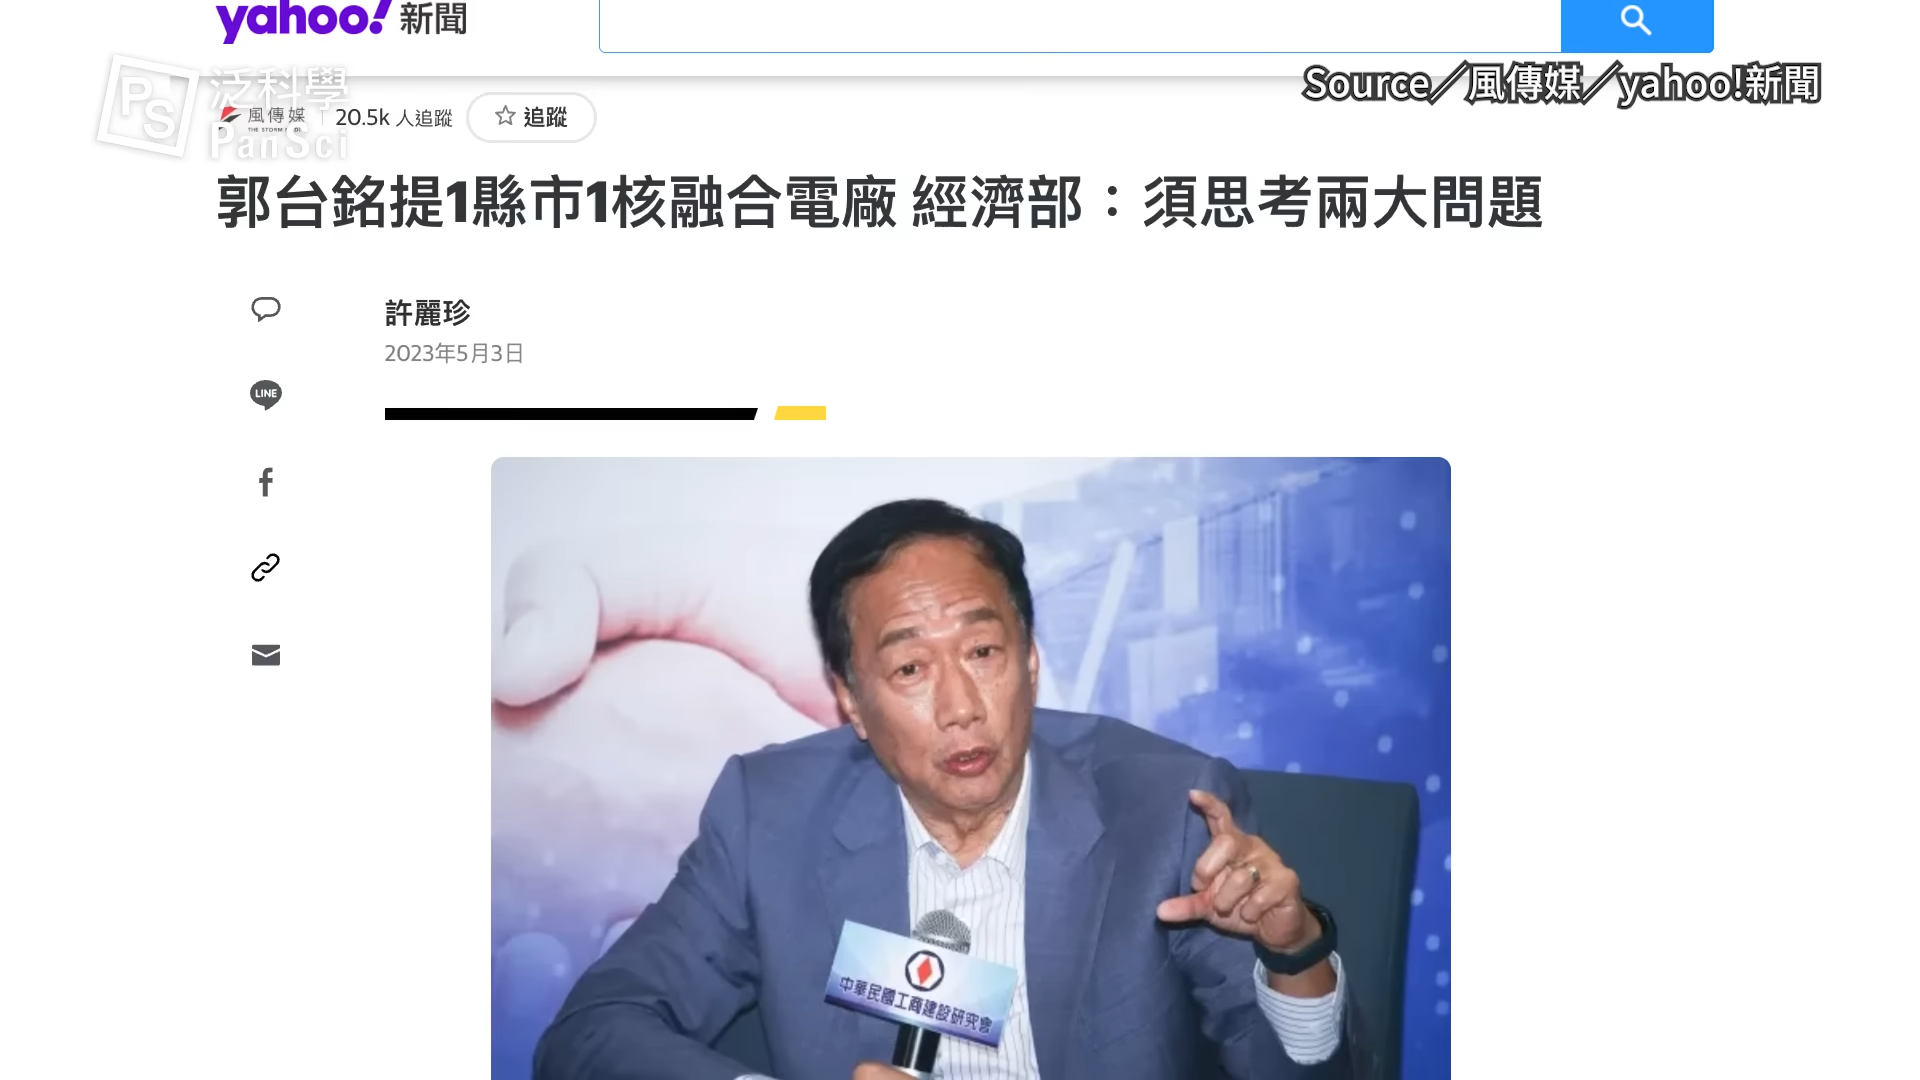 yahoo! 新聞
Source／風傳媒／yahoo!新聞
PS 泛科學
PanSci
風傳媒
20.5k 人追蹤
追蹤
郭台銘提1縣市1核融合電廠 經濟部：須思考兩大問題
許麗珍
2023年5月3日
LINE
中華民國工商建設研究會